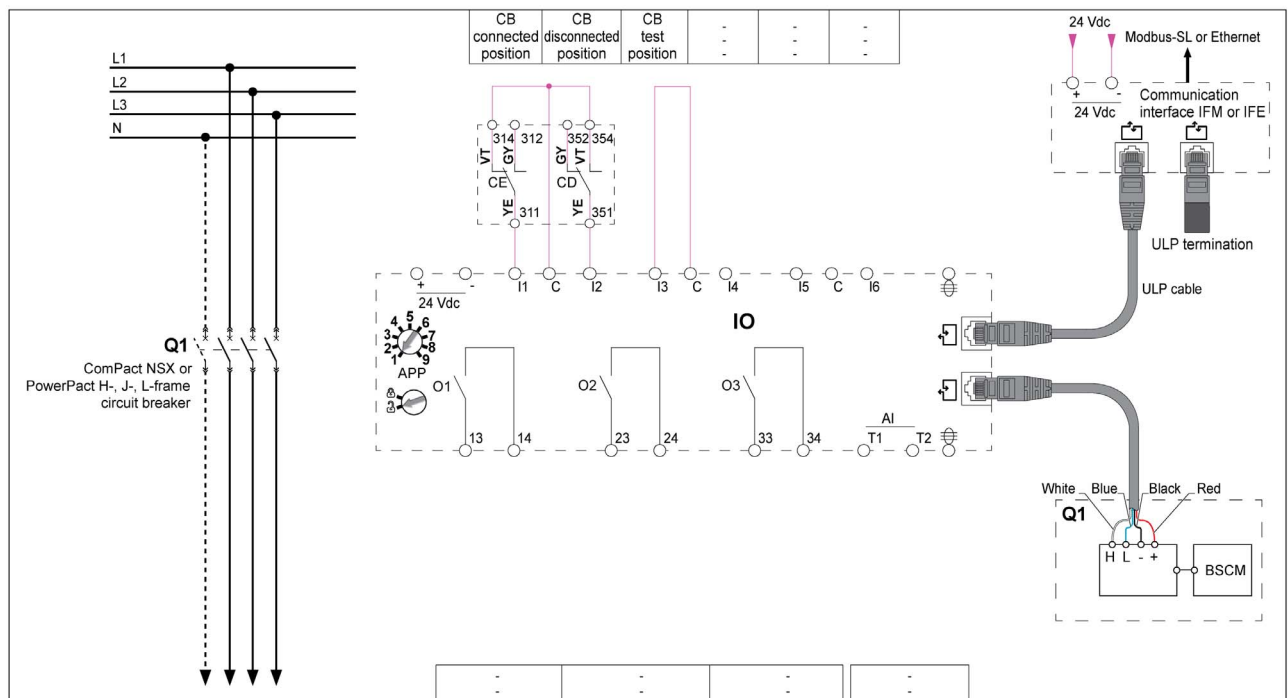 CB
connected
position
CB
disconnected
position
CB
test
position
-
-
-
-
-
-
-
-
-
24 Vdc
Modbus-SL or Ethernet
+
-
24 Vdc
Communication
interface IFM or IFE
ULP termination
ULP cable
L1
L2
L3
N
Q1
ComPact NSX or
PowerPact H-, J-, L-frame
circuit breaker
314
312
352
354
VT
GY
GY
VT
CE
CD
YE
311
YE
351
+
-
24 Vdc
I1
C
I2
I3
C
I4
I5
C
I6
IO
1
2
3
4
5
6
7
8
9
APP
O1
O2
O3
13
14
23
24
33
34
AI
T1
T2
White
Blue
Black
Red
Q1
H
L
-
+
BSCM
-
-
-
-
-
-
-
-